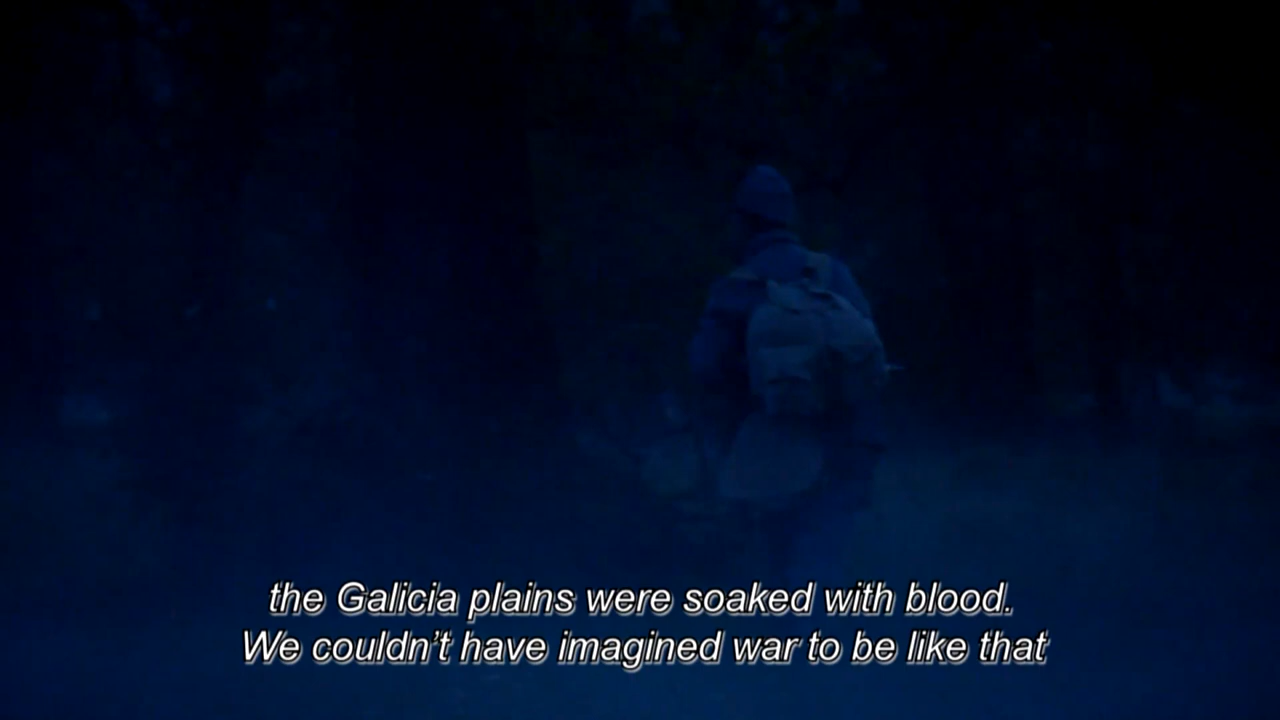 the Galicia plains were soaked with blood.
We couldn't have imagined war to be like that